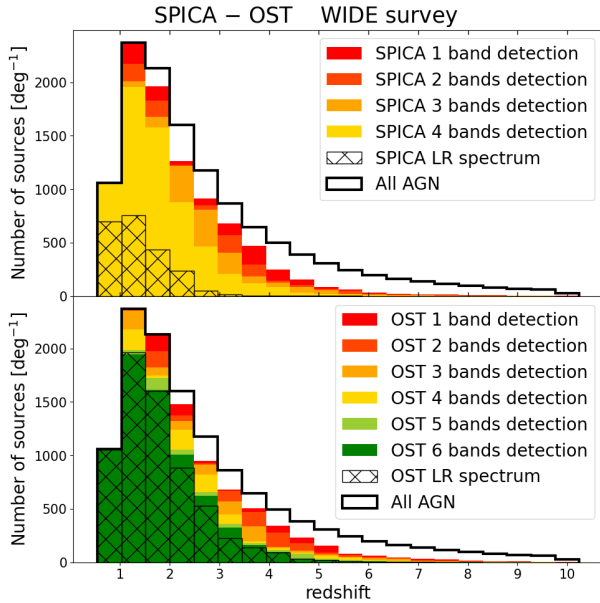 SPICA − OST WIDE survey
Number of sources [deg⁻¹]
2000
1500
1000
500
0
SPICA 1 band detection
SPICA 2 bands detection
SPICA 3 bands detection
SPICA 4 bands detection
SPICA LR spectrum
All AGN
Number of sources [deg⁻¹]
2000
1500
1000
500
0
OST 1 band detection
OST 2 bands detection
OST 3 bands detection
OST 4 bands detection
OST 5 bands detection
OST 6 bands detection
OST LR spectrum
All AGN
1 2 3 4 5 6 7 8 9 10
redshift